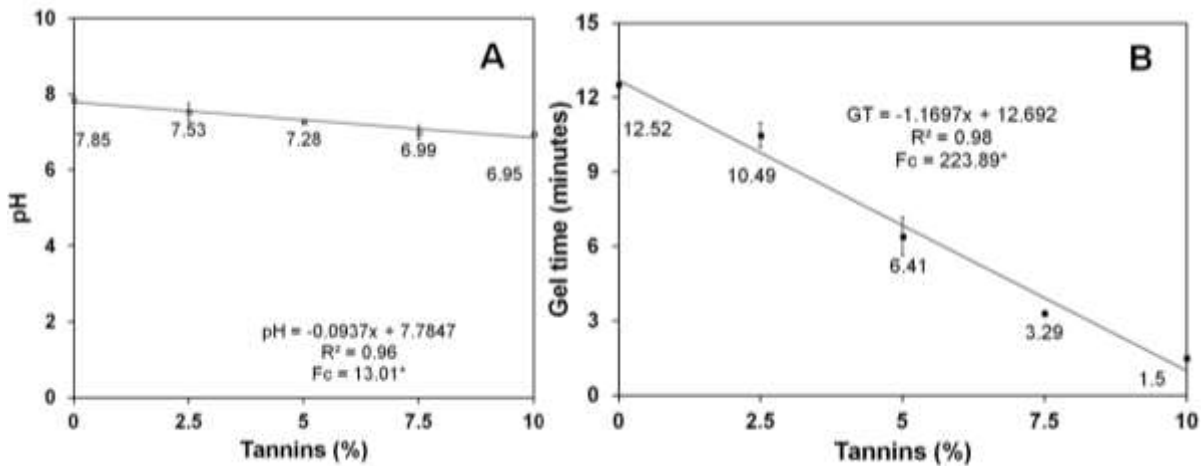 A
10
8
6
4
2
0
pH
7.85
7.53
7.28
6.99
6.95
pH = -0.0937x + 7.7847
R² = 0.96
Fc = 13.01*
0
2.5
5
7.5
10
Tannins (%)
B
15
12
9
6
3
0
Gel time (minutes)
12.52
10.49
6.41
3.29
1.5
GT = -1.1697x + 12.692
R² = 0.98
Fc = 223.89*
0
2.5
5
7.5
10
Tannins (%)